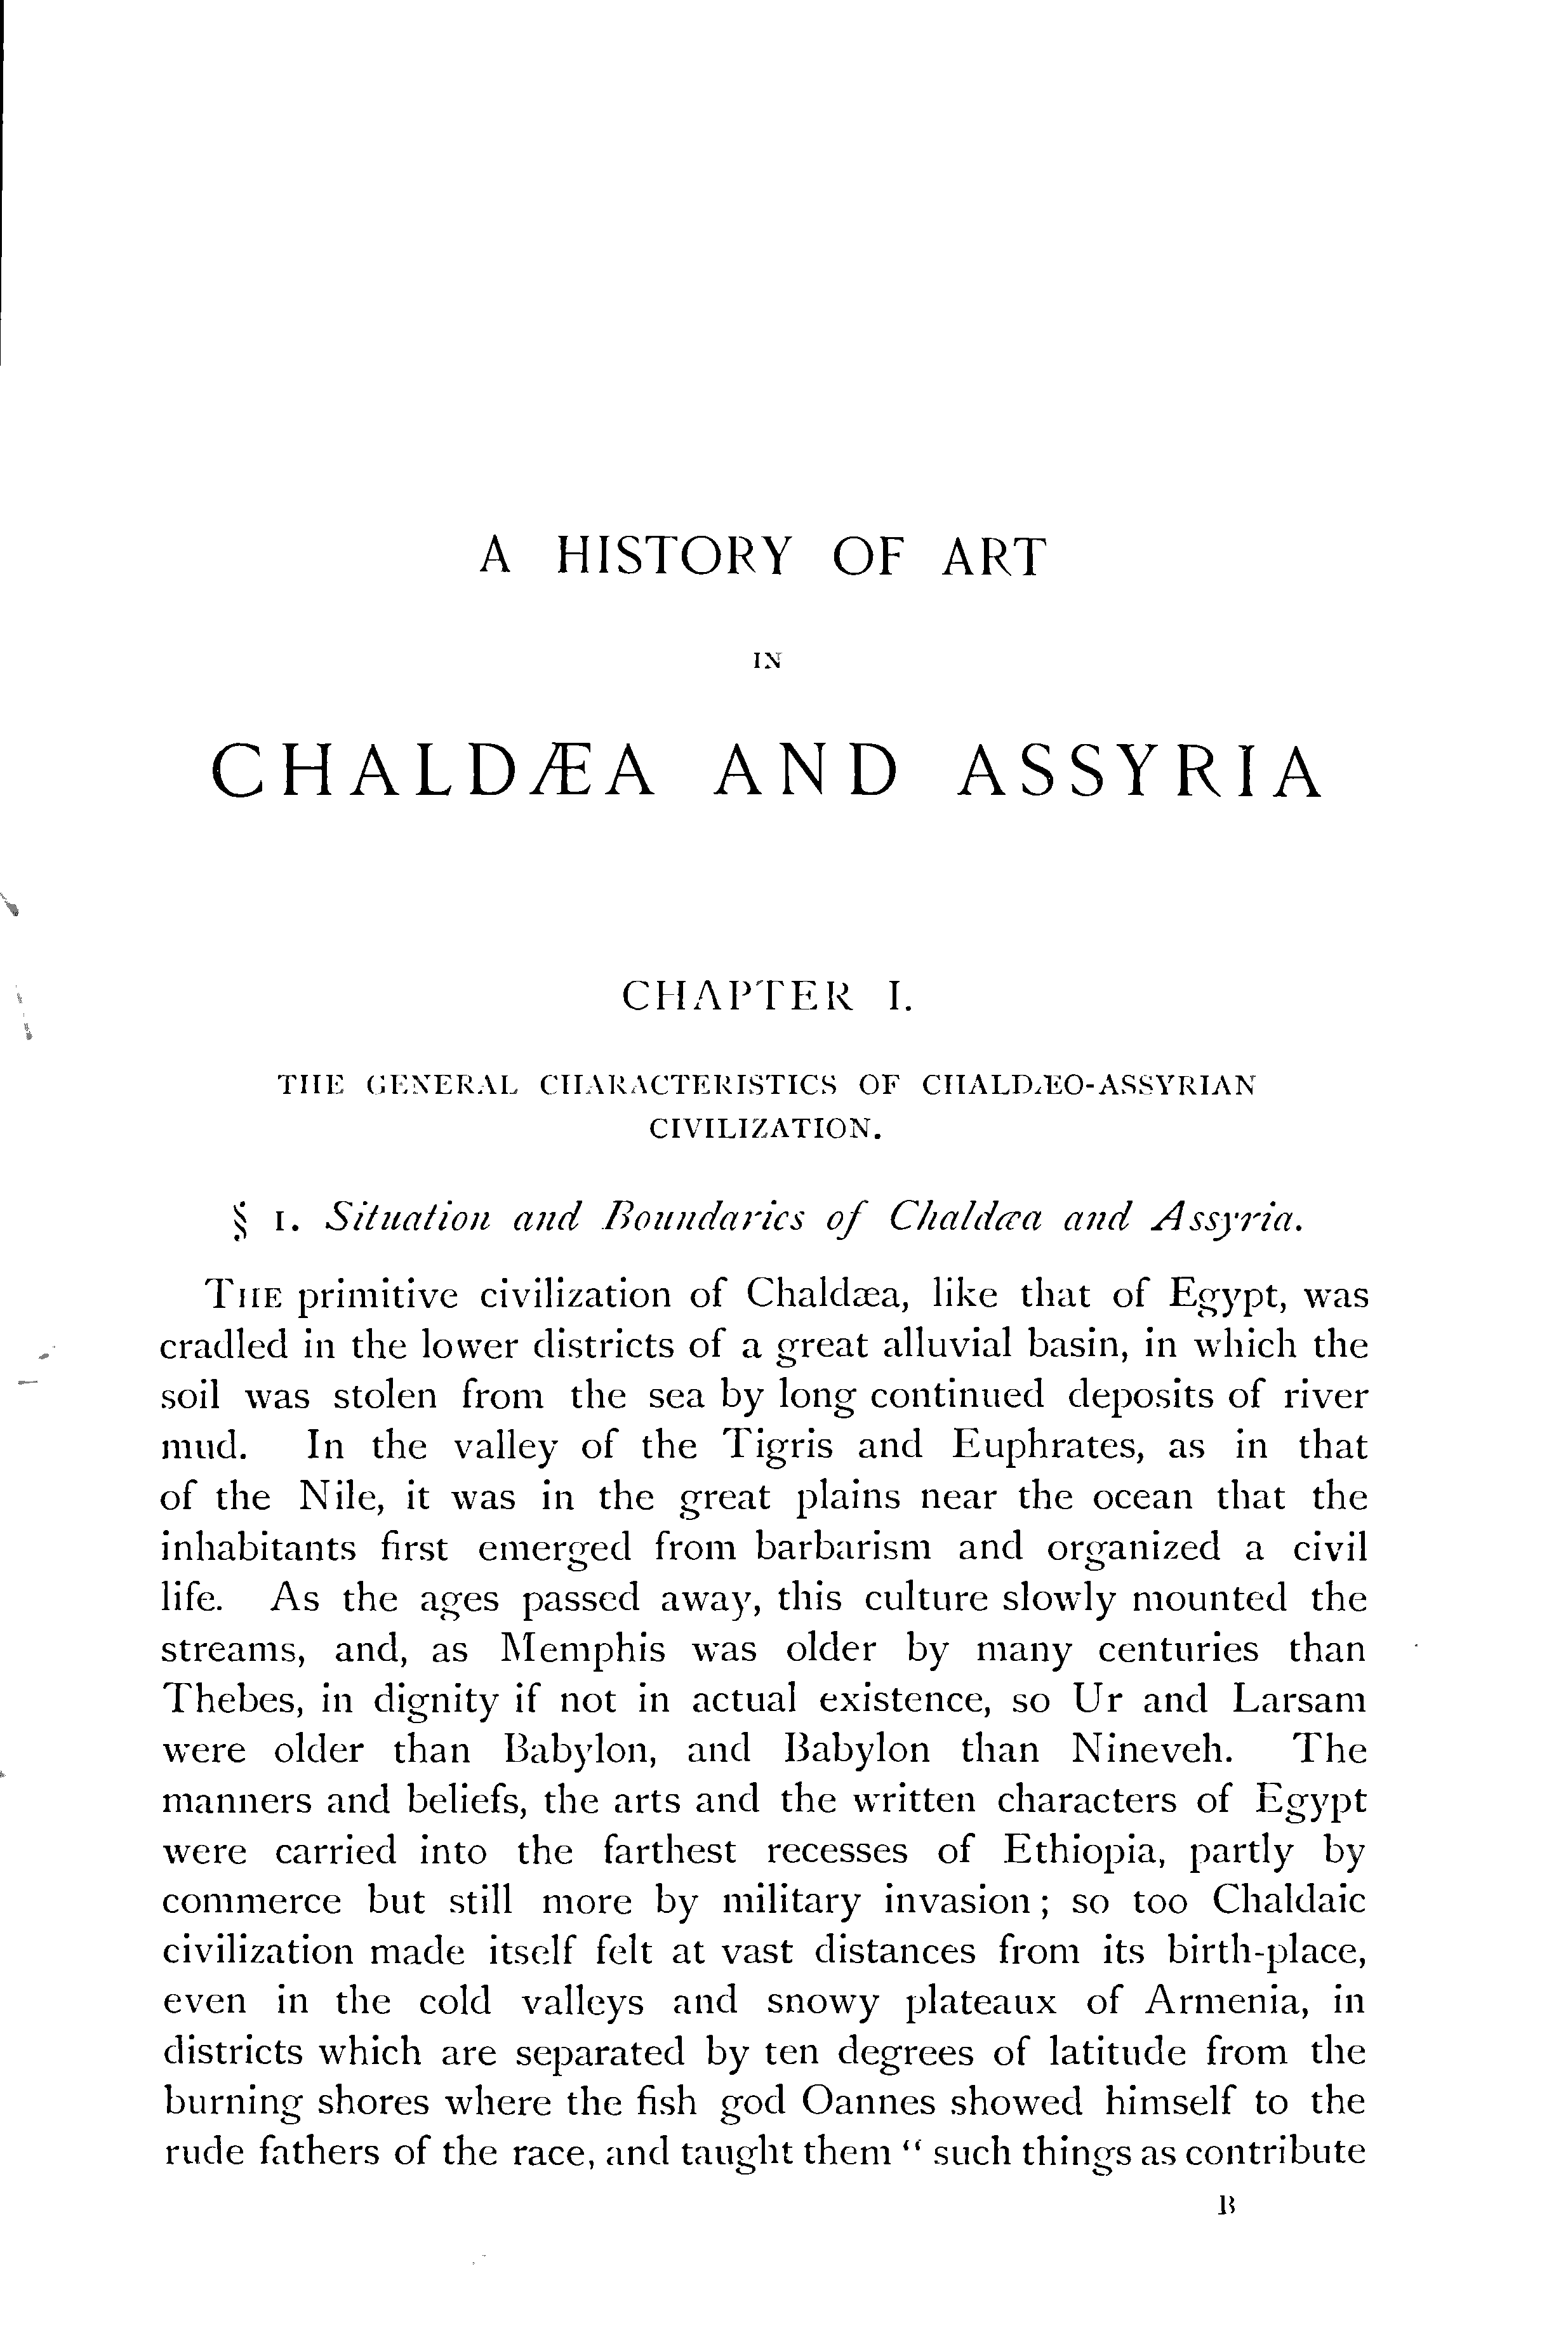 A HISTORY OF ART
IN
CHALDÆA AND ASSYRIA
CHAPTER I.
THE GENERAL CHARACTERISTICS OF CHALDÆO-ASSYRIAN
CIVILIZATION.
§ 1. Situation and Boundaries of Chaldæa and Assyria.
THE primitive civilization of Chaldæa, like that of Egypt, was
cradled in the lower districts of a great alluvial basin, in which the
soil was stolen from the sea by long continued deposits of river
mud. In the valley of the Tigris and Euphrates, as in that
of the Nile, it was in the great plains near the ocean that the
inhabitants first emerged from barbarism and organized a civil
life. As the ages passed away, this culture slowly mounted the
streams, and, as Memphis was older by many centuries than
Thebes, in dignity if not in actual existence, so Ur and Larsam
were older than Babylon, and Babylon than Nineveh. The
manners and beliefs, the arts and the written characters of Egypt
were carried into the farthest recesses of Ethiopia, partly by
commerce but still more by military invasion; so too Chaldaic
civilization made itself felt at vast distances from its birth-place,
even in the cold valleys and snowy plateaux of Armenia, in
districts which are separated by ten degrees of latitude from the
burning shores where the fish god Oannes showed himself to the
rude fathers of the race, and taught them “ such things as contribute
B